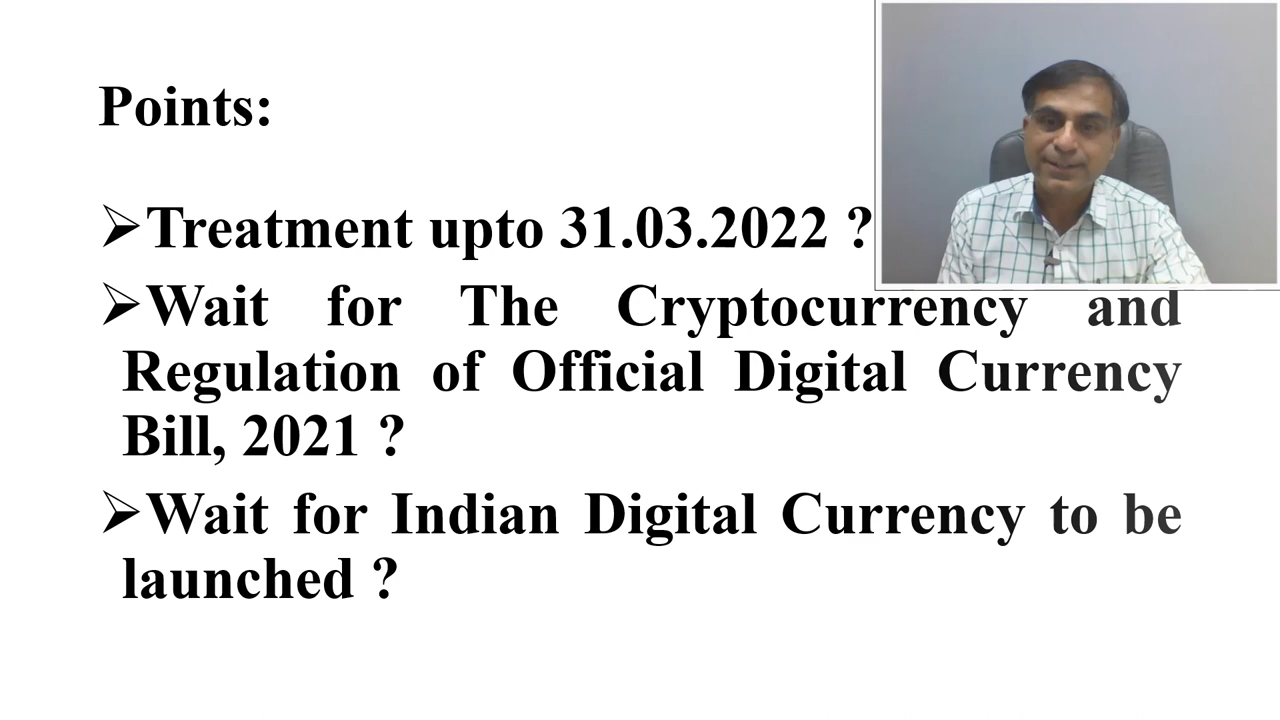 Points:
➢Treatment upto 31.03.2022 ?
➢Wait for The Cryptocurrency and
Regulation of Official Digital Currency
Bill, 2021 ?
➢Wait for Indian Digital Currency to be
launched ?